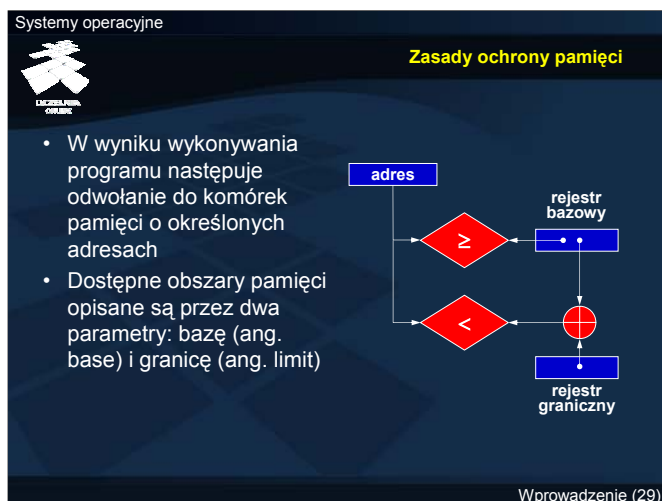 Systemy operacyjne
Zasady ochrony pamięci
• W wyniku wykonywania
programu następuje
odwołanie do komórek
pamięci o określonych
adresach
• Dostępne obszary pamięci
opisane są przez dwa
parametry: bazę (ang.
base) i granicę (ang. limit)
adres
rejestr
bazowy
≥
<
rejestr
graniczny
Wprowadzenie (29)